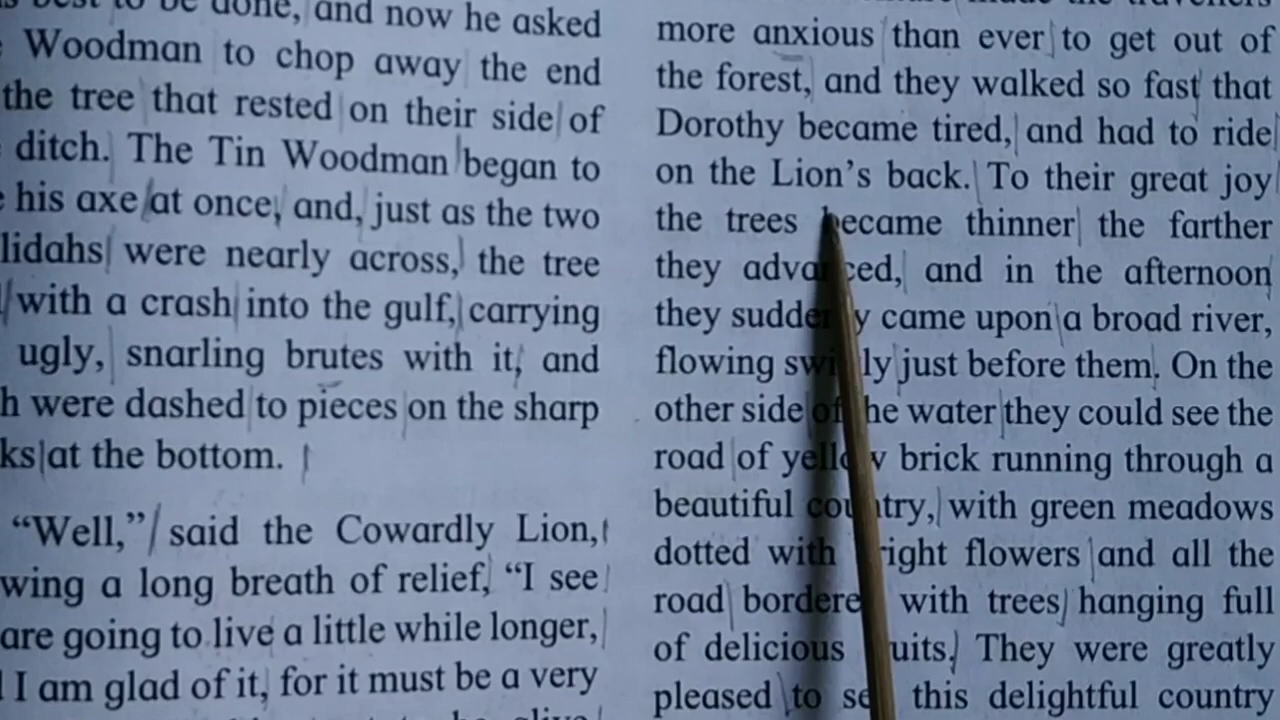 to be done, and now he asked
Woodman to chop away the end
the tree that rested on their side of
ditch. The Tin Woodman began to
his axe at once, and, just as the two
lidahs were nearly across, the tree
with a crash into the gulf, carrying
ugly, snarling brutes with it, and
h were dashed to pieces on the sharp
ks at the bottom.
“Well,” said the Cowardly Lion,
wing a long breath of relief, “I see
are going to live a little while longer,
I am glad of it, for it must be a very
more anxious than ever to get out of
the forest, and they walked so fast that
Dorothy became tired, and had to ride
on the Lion’s back. To their great joy
the trees became thinner the farther
they advanced, and in the afternoon
they suddenly came upon a broad river,
flowing swiftly just before them. On the
other side of the water they could see the
road of yellow brick running through a
beautiful country, with green meadows
dotted with bright flowers and all the
road bordered with trees hanging full
of delicious fruits. They were greatly
pleased to see this delightful country